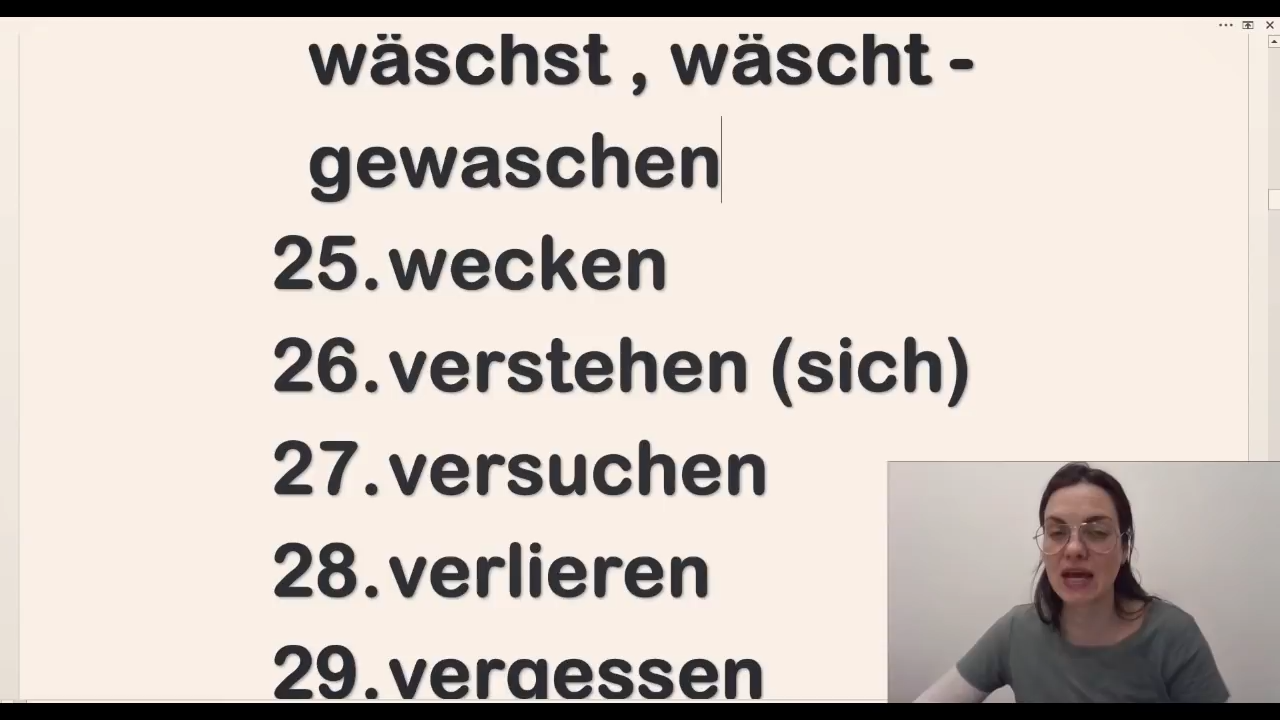 wäschst , wäscht -
gewaschen
25. wecken
26. verstehen (sich)
27. versuchen
28. verlieren
29. vergessen